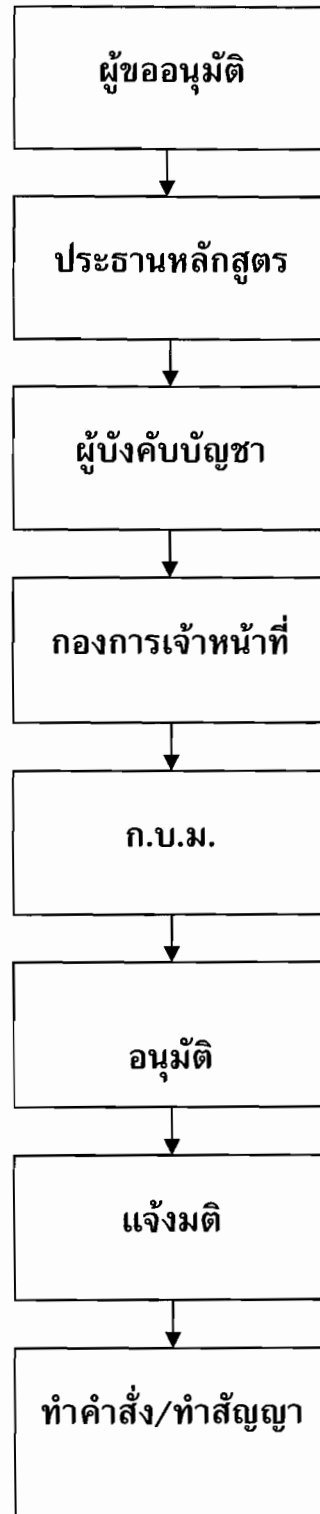 ผู้ขออนุมัติ
ประธานหลักสูตร
ผู้บังคับบัญชา
กองการเจ้าหน้าที่
ก.บ.ม.
อนุมัติ
แจ้งมติ
ทำคำสั่ง/ทำสัญญา